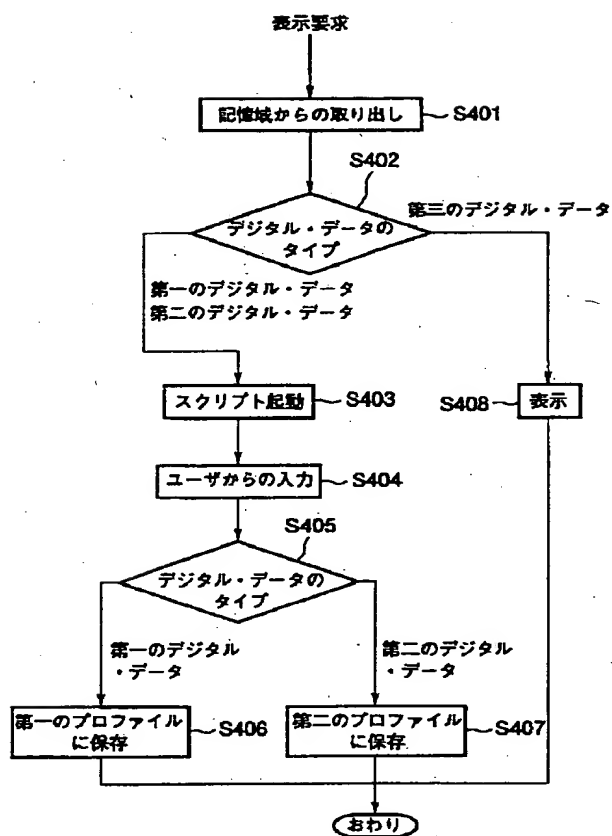 表示要求
記憶域からの取り出し
S401
S402
デジタル・データの
タイプ
第三のデジタル・データ
第一のデジタル・データ
第二のデジタル・データ
スクリプト起動
S403
S408
表示
ユーザからの入力
S404
S405
デジタル・データの
タイプ
第一のデジタル
・データ
第二のデジタル
・データ
第一のプロファイル
に保存
S406
第二のプロファイル
に保存
S407
おわり